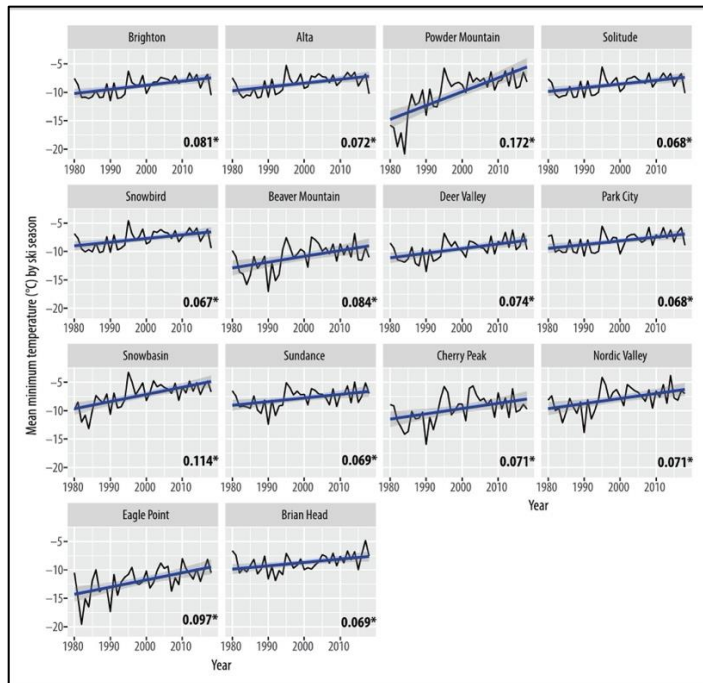 Brighton Alta Powder Mountain Solitude
−5
−10
−15
−20
0.081* 0.072* 0.172* 0.068*
1980 1990 2000 2010 1980 1990 2000 2010 1980 1990 2000 2010 1980 1990 2000 2010
Snowbird Beaver Mountain Deer Valley Park City
−5
−10
−15
−20
0.067* 0.084* 0.074* 0.068*
1980 1990 2000 2010 1980 1990 2000 2010 1980 1990 2000 2010 1980 1990 2000 2010
Mean minimum temperature (°C) by ski season
Snowbasin Sundance Cherry Peak Nordic Valley
−5
−10
−15
−20
0.114* 0.069* 0.071* 0.071*
1980 1990 2000 2010 1980 1990 2000 2010 1980 1990 2000 2010 1980 1990 2000 2010
Year
Eagle Point Brian Head
−5
−10
−15
−20
0.097* 0.069*
1980 1990 2000 2010 1980 1990 2000 2010
Year